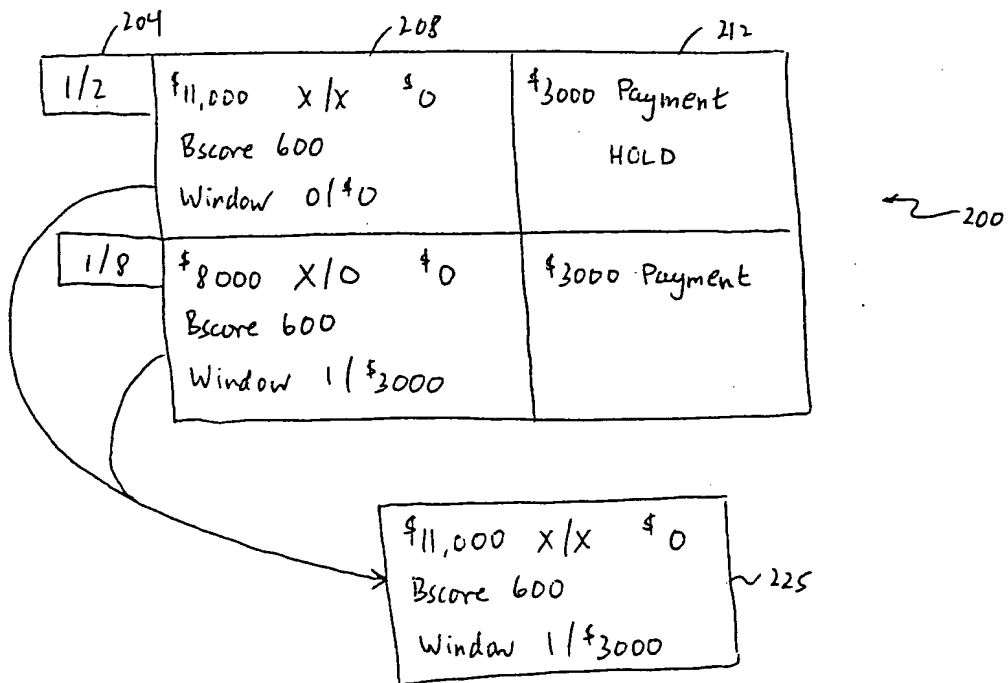 204 208 212
1/2 $11,000 X/X $0 $3000 Payment
Bscore 600 HOLD
Window 0/$0
200
1/8 $8000 X/0 $0 $3000 Payment
Bscore 600
Window 1/$3000
$11,000 X/X $0
225
Bscore 600
Window 1/$3000